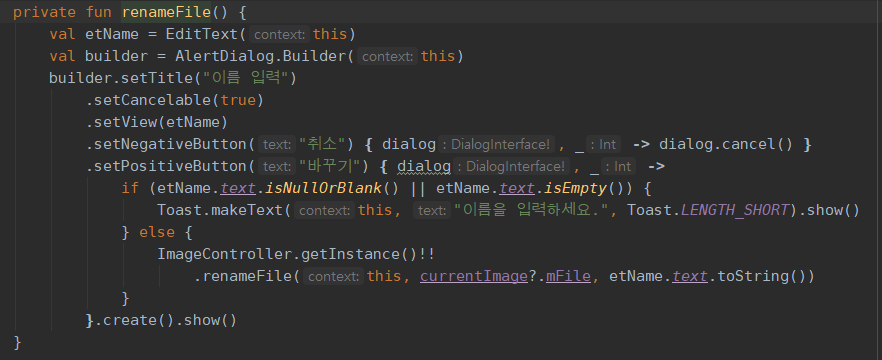 private fun renameFile() {
val etName = EditText( context: this)
val builder = AlertDialog.Builder( context: this)
builder.setTitle("이름 입력")
.setCancelable(true)
.setView(etName)
.setNegativeButton( text: "취소") { dialog : DialogInterface! , _ : Int -> dialog.cancel() }
.setPositiveButton( text: "바꾸기") { dialog : DialogInterface! , _ : Int ->
if (etName.text.isNullOrBlank() || etName.text.isEmpty()) {
Toast.makeText( context: this, text: "이름을 입력하세요.", Toast.LENGTH_SHORT).show()
} else {
ImageController.getInstance()!!
.renameFile( context: this, currentImage?.mFile, etName.text.toString())
}
}.create().show()
}